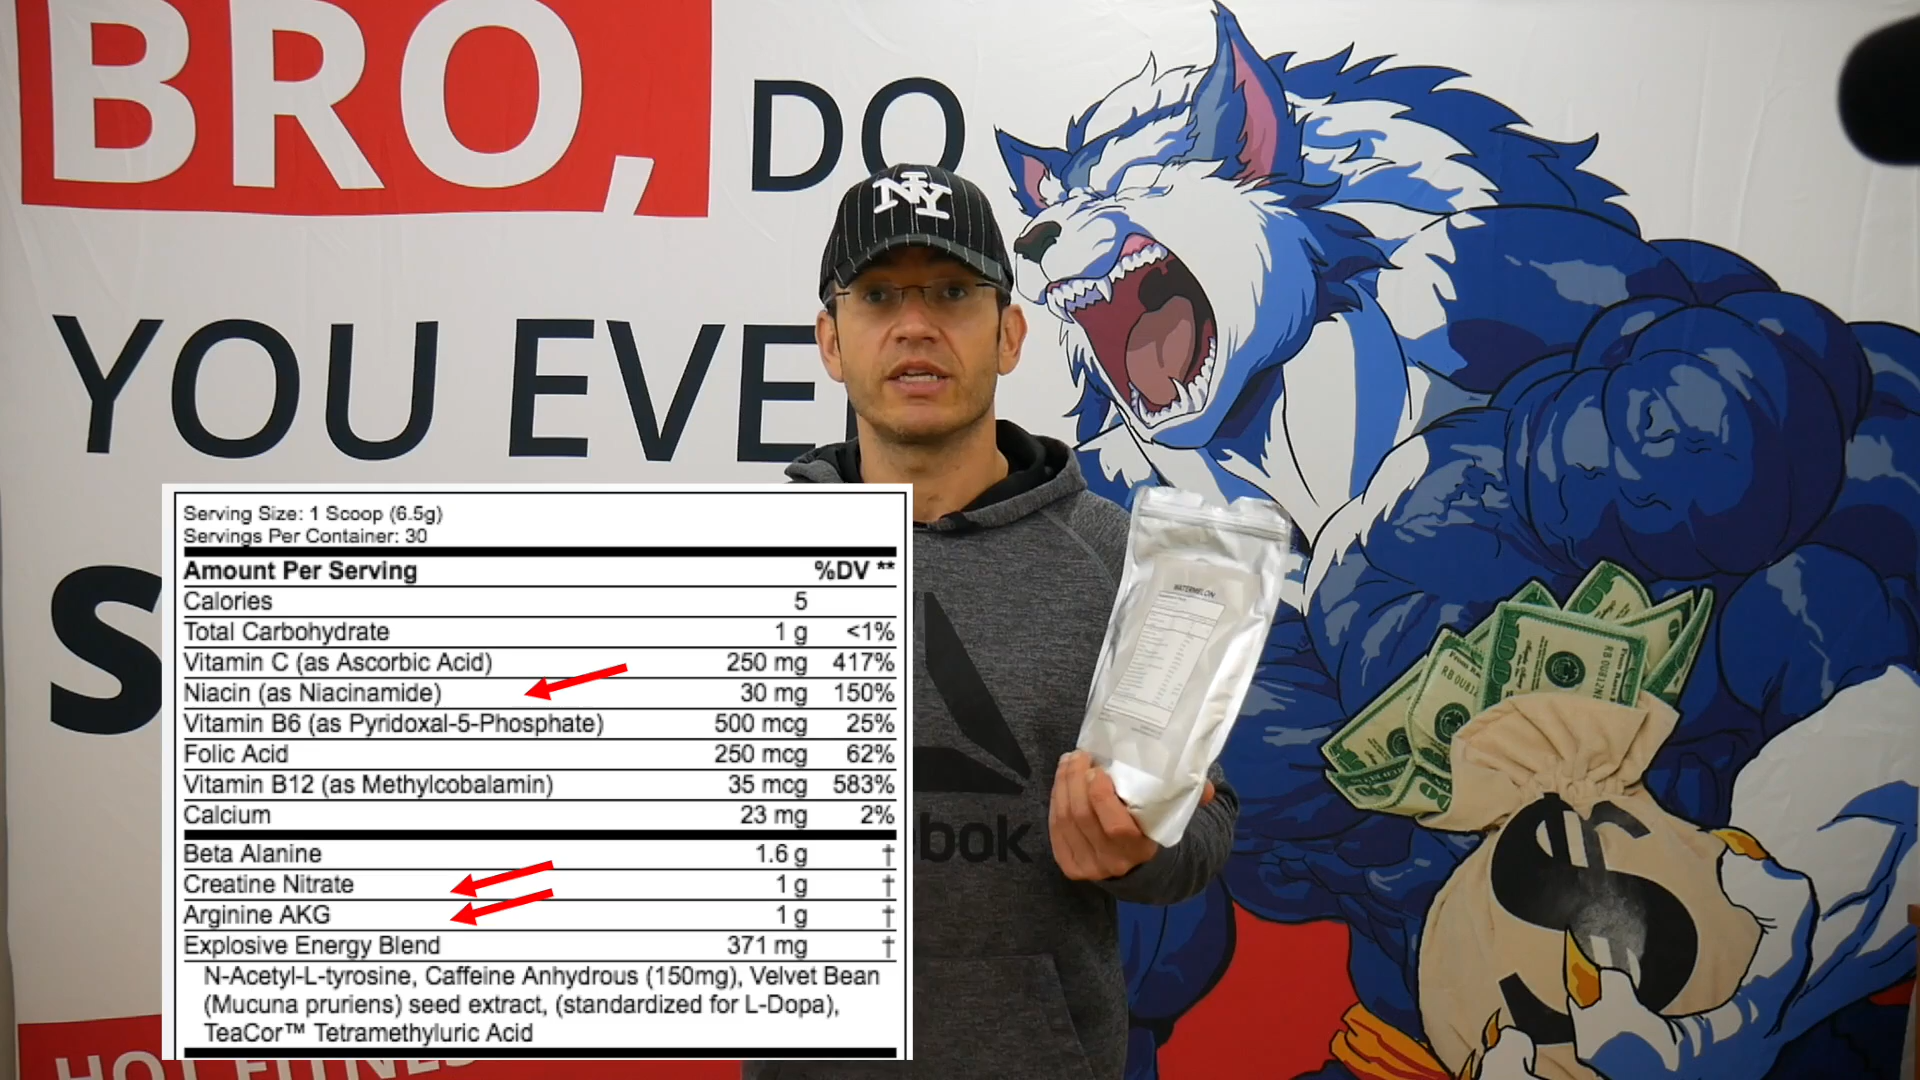 BRO, DO
YOU EVE
S
NY
Serving Size: 1 Scoop (6.5g)
Servings Per Container: 30
Amount Per Serving %DV **
Calories 5
Total Carbohydrate 1 g <1%
Vitamin C (as Ascorbic Acid) 250 mg 417%
Niacin (as Niacinamide) 30 mg 150%
Vitamin B6 (as Pyridoxal-5-Phosphate) 500 mcg 25%
Folic Acid 250 mcg 62%
Vitamin B12 (as Methylcobalamin) 35 mcg 583%
Calcium 23 mg 2%
Beta Alanine 1.6 g †
Creatine Nitrate 1 g †
Arginine AKG 1 g †
Explosive Energy Blend 371 mg †
N-Acetyl-L-tyrosine, Caffeine Anhydrous (150mg), Velvet Bean
(Mucuna pruriens) seed extract, (standardized for L-Dopa),
TeaCor™ Tetramethyluric Acid
WATERMELON
ebok
100
$